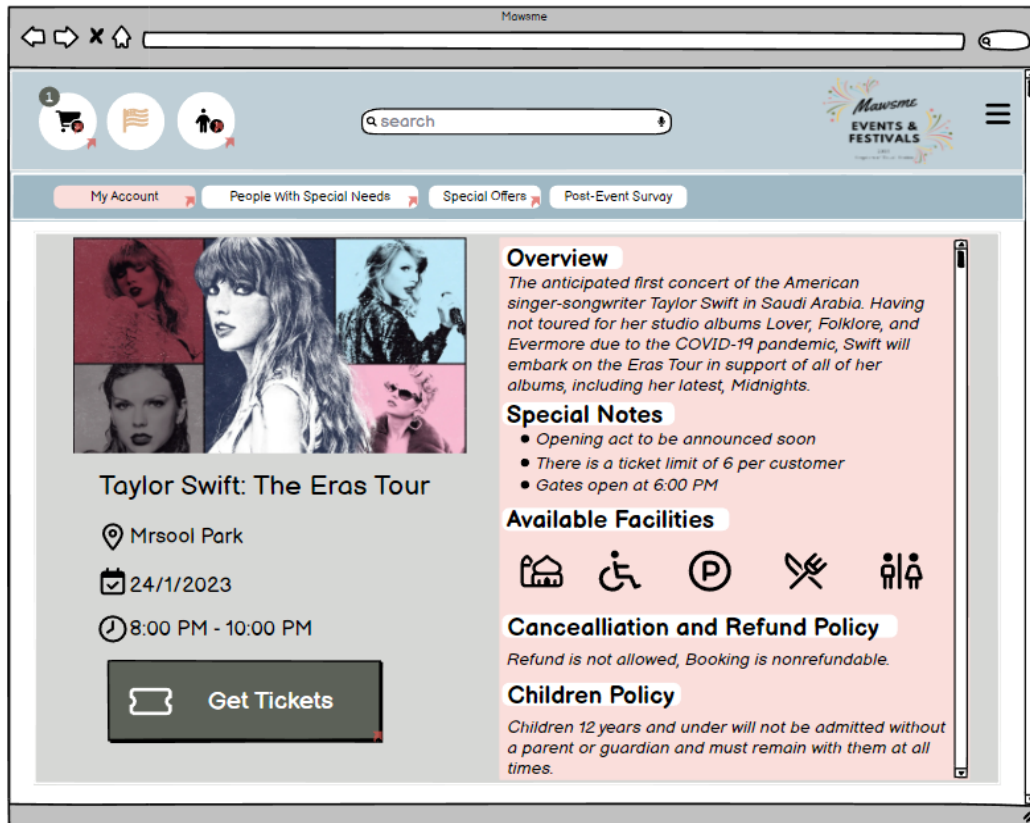 Mawsme
1
search
Mawsme
EVENTS &
FESTIVALS
My Account
People With Special Needs
Special Offers
Post-Event Survay
Taylor Swift: The Eras Tour
Mrsool Park
24/1/2023
8:00 PM - 10:00 PM
Get Tickets
Overview
The anticipated first concert of the American
singer-songwriter Taylor Swift in Saudi Arabia. Having
not toured for her studio albums Lover, Folklore, and
Evermore due to the COVID-19 pandemic, Swift will
embark on the Eras Tour in support of all of her
albums, including her latest, Midnights.
Special Notes
• Opening act to be announced soon
• There is a ticket limit of 6 per customer
• Gates open at 6:00 PM
Available Facilities
P
Cancealliation and Refund Policy
Refund is not allowed, Booking is nonrefundable.
Children Policy
Children 12 years and under will not be admitted without
a parent or guardian and must remain with them at all
times.